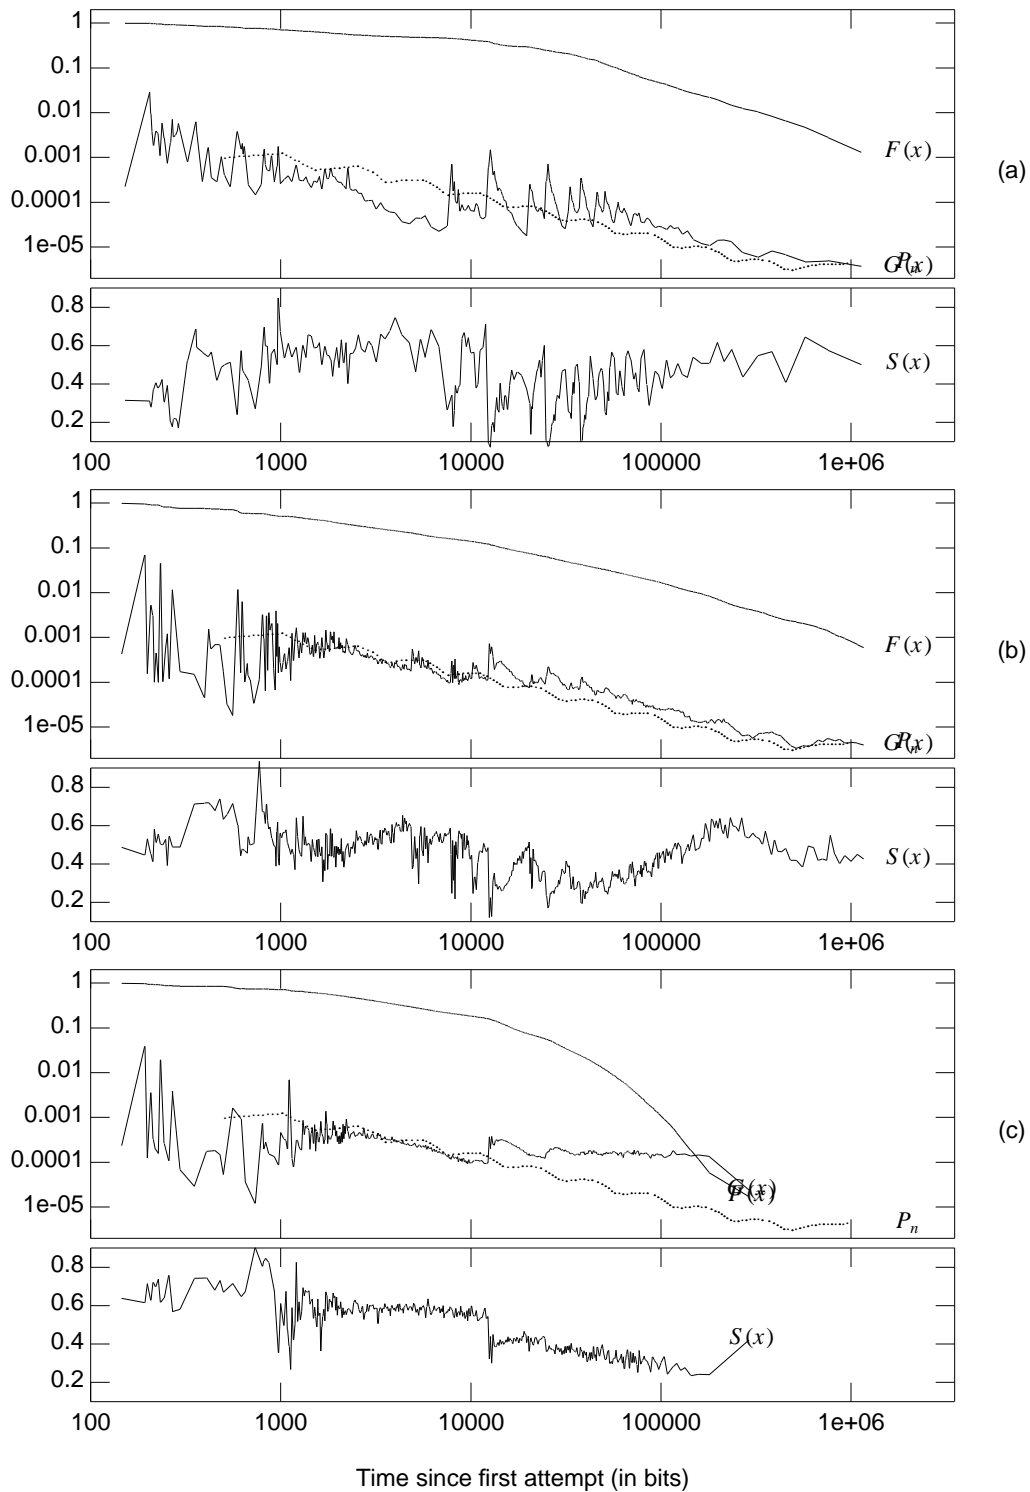 1
0.1
0.01
0.001
0.0001
1e-05
F(x)
G(x)
P_n
(a)
0.8
0.6
0.4
0.2
S(x)
100 1000 10000 100000 1e+06
1
0.1
0.01
0.001
0.0001
1e-05
F(x)
G(x)
P_n
(b)
0.8
0.6
0.4
0.2
S(x)
100 1000 10000 100000 1e+06
1
0.1
0.01
0.001
0.0001
1e-05
G(x)
F(x)
P_n
(c)
0.8
0.6
0.4
0.2
S(x)
100 1000 10000 100000 1e+06
Time since first attempt (in bits)